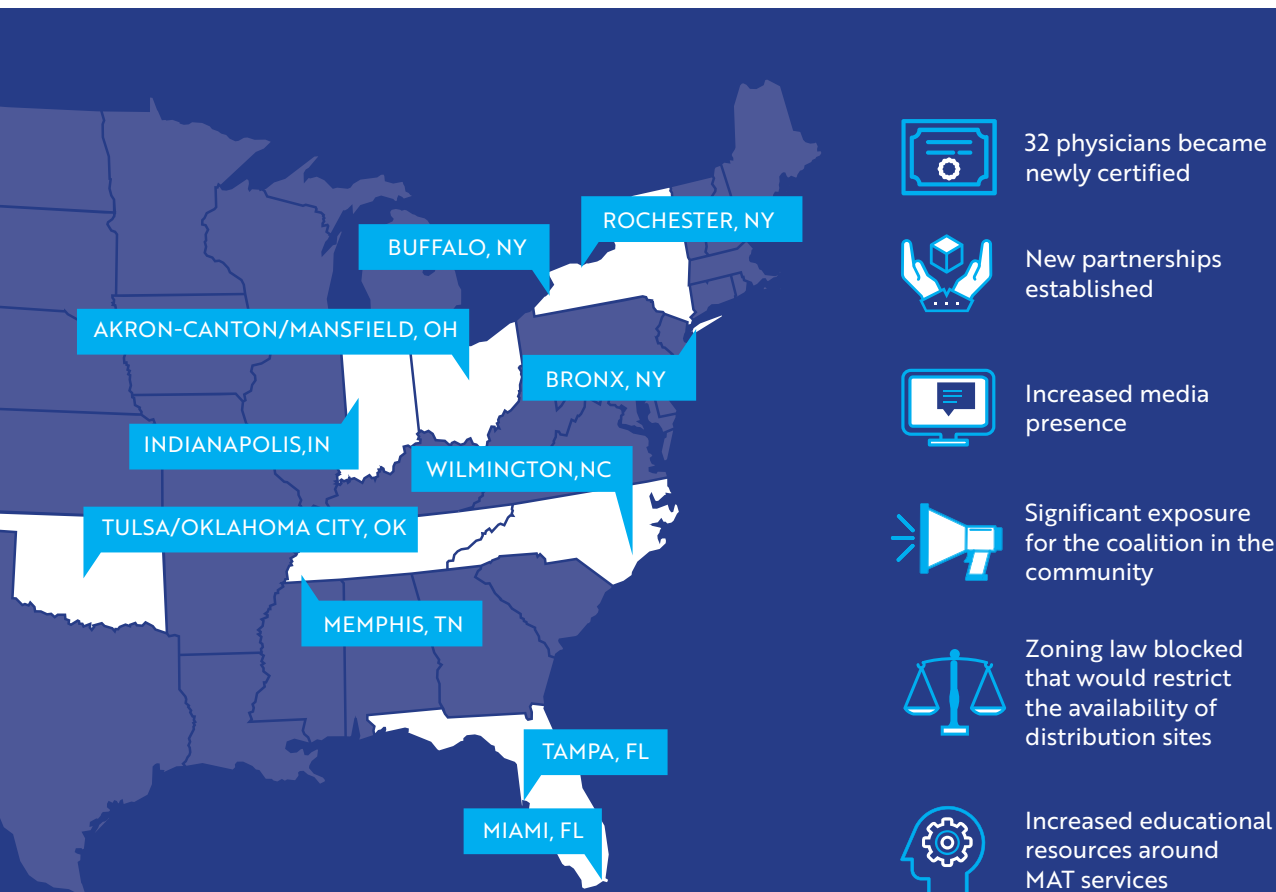 ROCHESTER, NY
BUFFALO, NY
AKRON-CANTON/MANSFIELD, OH
BRONX, NY
INDIANAPOLIS,IN
WILMINGTON,NC
TULSA/OKLAHOMA CITY, OK
MEMPHIS, TN
TAMPA, FL
MIAMI, FL
32 physicians became
newly certified
New partnerships
established
Increased media
presence
Significant exposure
for the coalition in the
community
Zoning law blocked
that would restrict
the availability of
distribution sites
Increased educational
resources around
MAT services